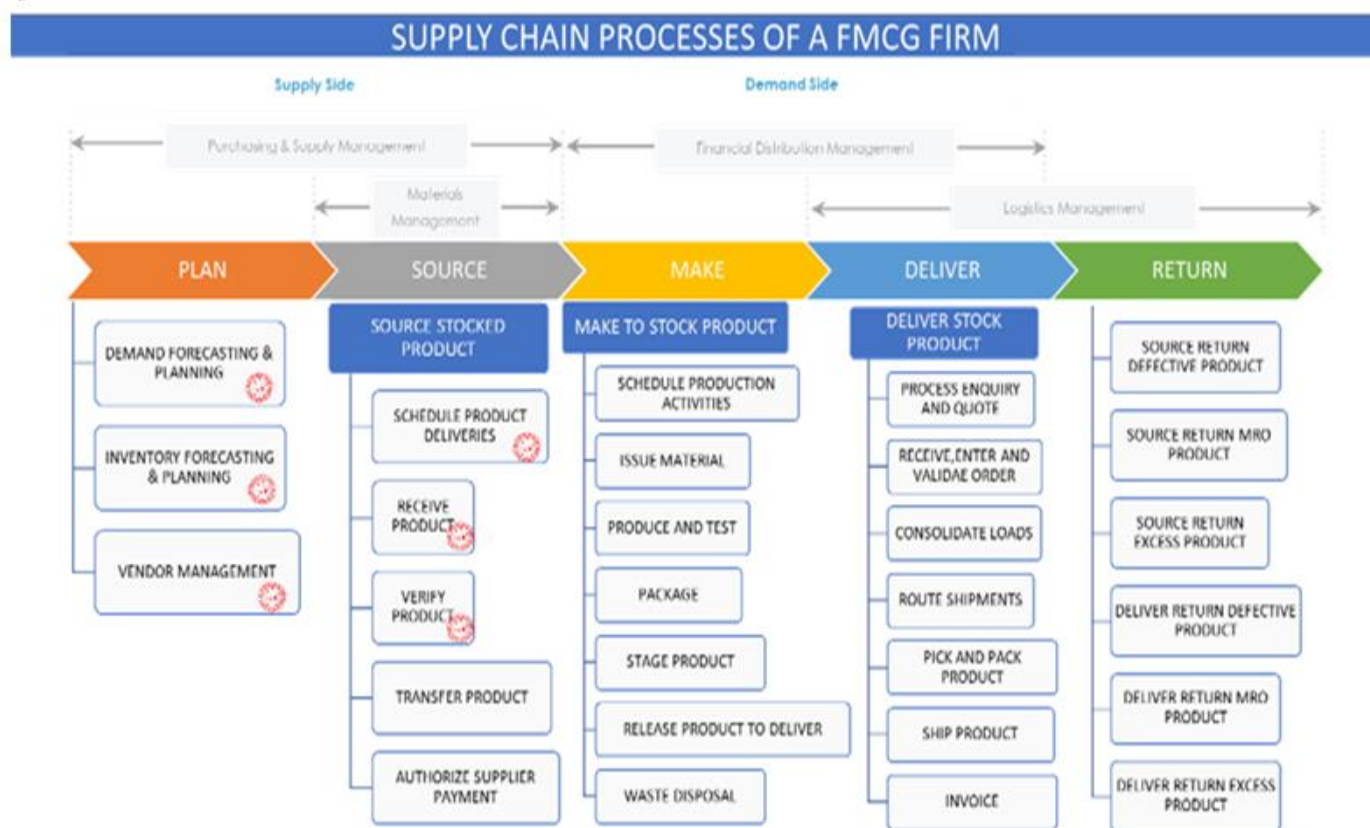 SUPPLY CHAIN PROCESSES OF A FMCG FIRM
Supply Side
Demand Side
Purchasing & Supply Management
Financial Distribution Management
Materials
Management
Logistics Management
PLAN
SOURCE
MAKE
DELIVER
RETURN
DEMAND FORECASTING &
PLANNING
INVENTORY FORECASTING
& PLANNING
VENDOR MANAGEMENT
SOURCE STOCKED
PRODUCT
SCHEDULE PRODUCT
DELIVERIES
RECEIVE
PRODUCT
VERIFY
PRODUCT
TRANSFER PRODUCT
AUTHORIZE SUPPLIER
PAYMENT
MAKE TO STOCK PRODUCT
SCHEDULE PRODUCTION
ACTIVITIES
ISSUE MATERIAL
PRODUCE AND TEST
PACKAGE
STAGE PRODUCT
RELEASE PRODUCT TO DELIVER
WASTE DISPOSAL
DELIVER STOCK
PRODUCT
PROCESS ENQUIRY
AND QUOTE
RECEIVE,ENTER AND
VALIDAE ORDER
CONSOLIDATE LOADS
ROUTE SHIPMENTS
PICK AND PACK
PRODUCT
SHIP PRODUCT
INVOICE
SOURCE RETURN
DEFECTIVE PRODUCT
SOURCE RETURN MRO
PRODUCT
SOURCE RETURN
EXCESS PRODUCT
DELIVER RETURN DEFECTIVE
PRODUCT
DELIVER RETURN MRO
PRODUCT
DELIVER RETURN EXCESS
PRODUCT